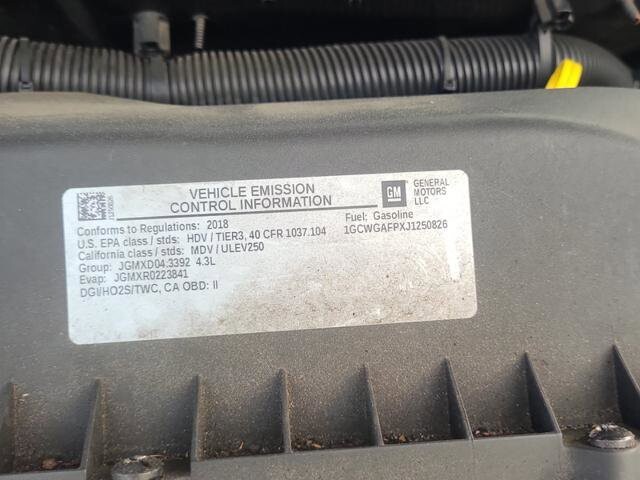 VEHICLE EMISSION
CONTROL INFORMATION
GM
GENERAL
MOTORS
LLC
Conforms to Regulations: 2018
Fuel: Gasoline
U.S. EPA class / stds: HDV / TIER3, 40 CFR 1037.104
1GCWGAFPXJ1250826
California class / stds: MDV / ULEV250
Group: JGMXD04.3392 4.3L
Evap: JGMXR0223841
DGI/HO2S/TWC, CA OBD: II